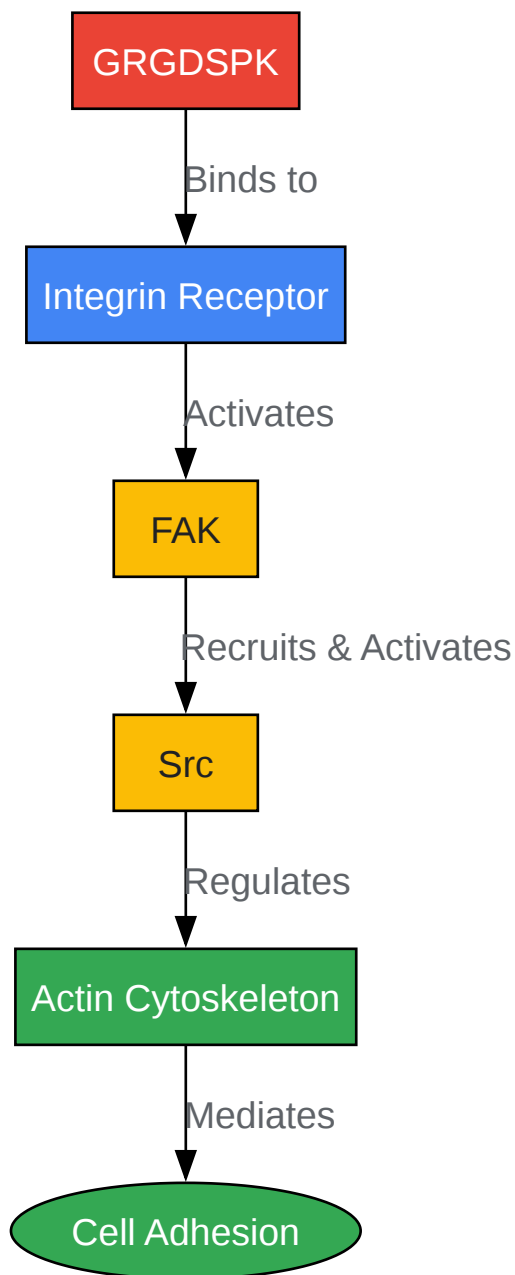 GRGDSPK
Binds to
Integrin Receptor
Activates
FAK
Recruits & Activates
Src
Regulates
Actin Cytoskeleton
Mediates
Cell Adhesion